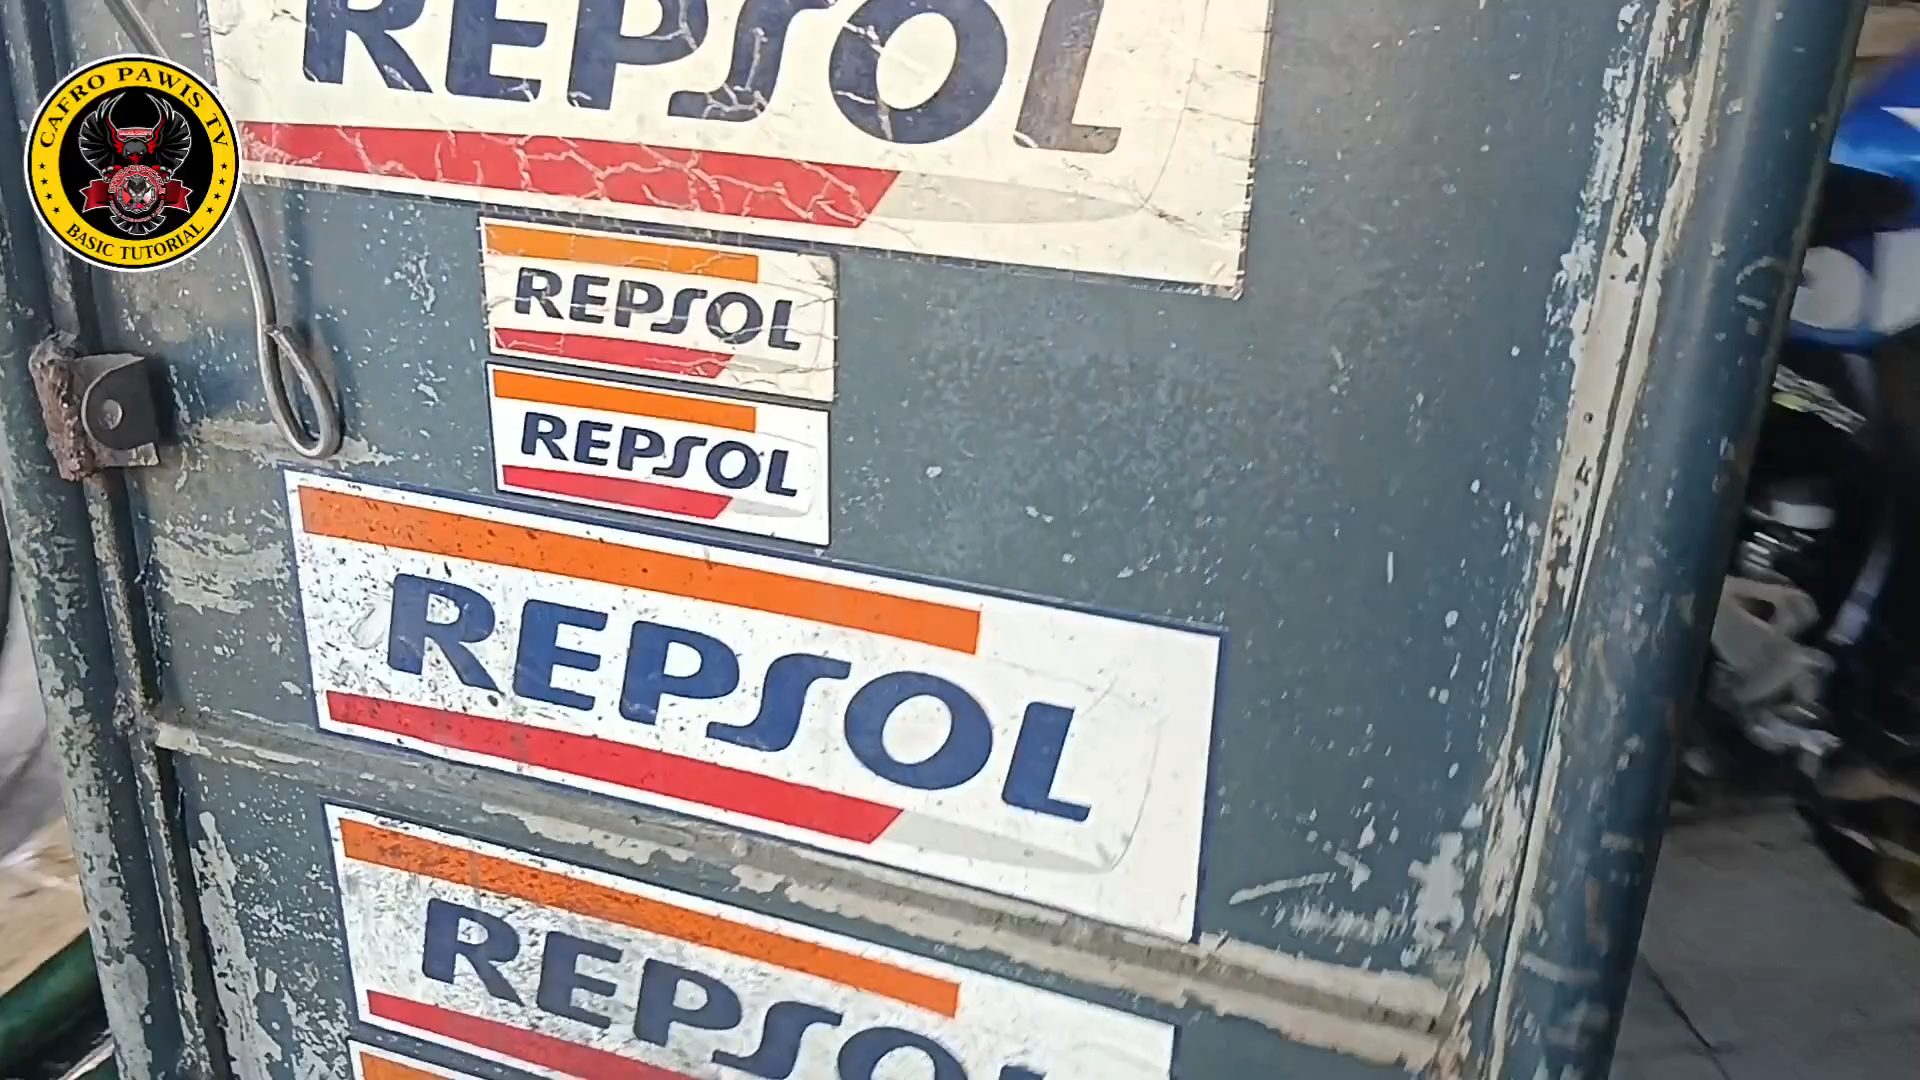 REPSOL
CAFRO PAWIS TV
BASIC TUTORIAL
REPSOL
REPSOL
REPSOL
REPSOL